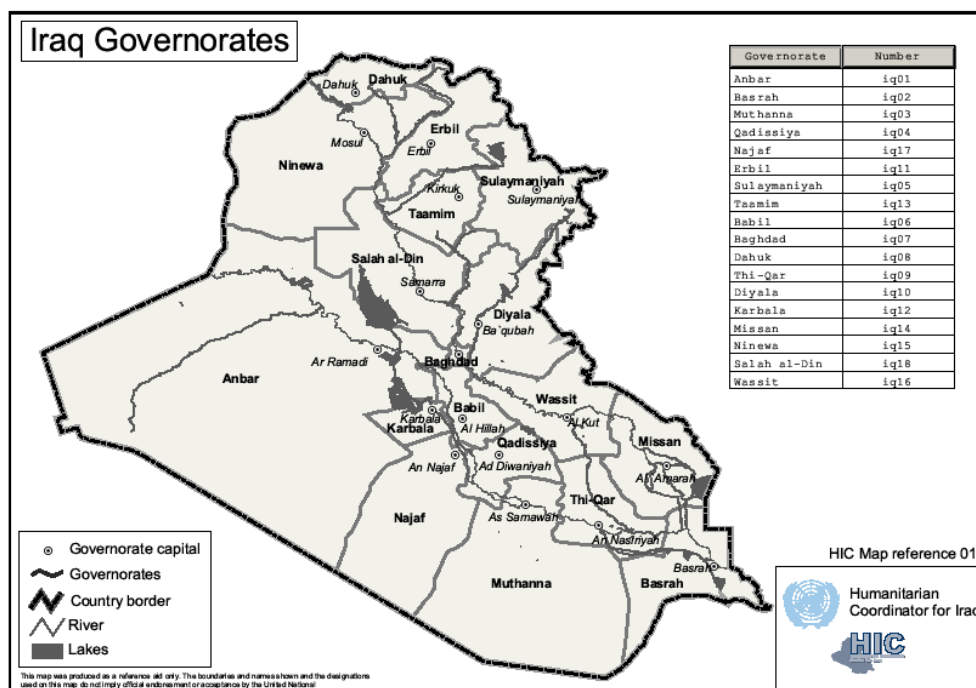 Iraq Governorates
Governorate Number
Anbar iq01
Basrah iq02
Muthanna iq03
Qadissiya iq04
Najaf iq17
Erbil iq11
Sulaymaniyah iq05
Taamim iq13
Babil iq06
Baghdad iq07
Dahuk iq08
Thi-Qar iq09
Diyala iq10
Karbala iq12
Missan iq14
Ninewa iq15
Salah al-Din iq18
Wassit iq16
Dahuk
Dahuk
Mosul
Erbil
Erbil
Ninewa
Sulaymaniyah
Kirkuk
Sulaymaniyah
Taamim
Salah al-Din
Samarra
Diyala
Ba`qubah
Ar Ramadi
Baghdad
Anbar
Wassit
Karbala
Babil
Karbala
Al Hillah
Al Kut
Qadissiya
Missan
An Najaf
Ad Diwaniyah
Al Amarah
Thi-Qar
Najaf
As Samawah
An Nasiriyah
Basrah
Muthanna
Basrah
Governorate capital
Governorates
Country border
River
Lakes
This map was produced as a reference aid only. The boundaries and names shown and the designations
used on this map do not imply official endorsement or acceptance by the United Nations!
HIC Map reference 01
Humanitarian
Coordinator for Iraq
HIC